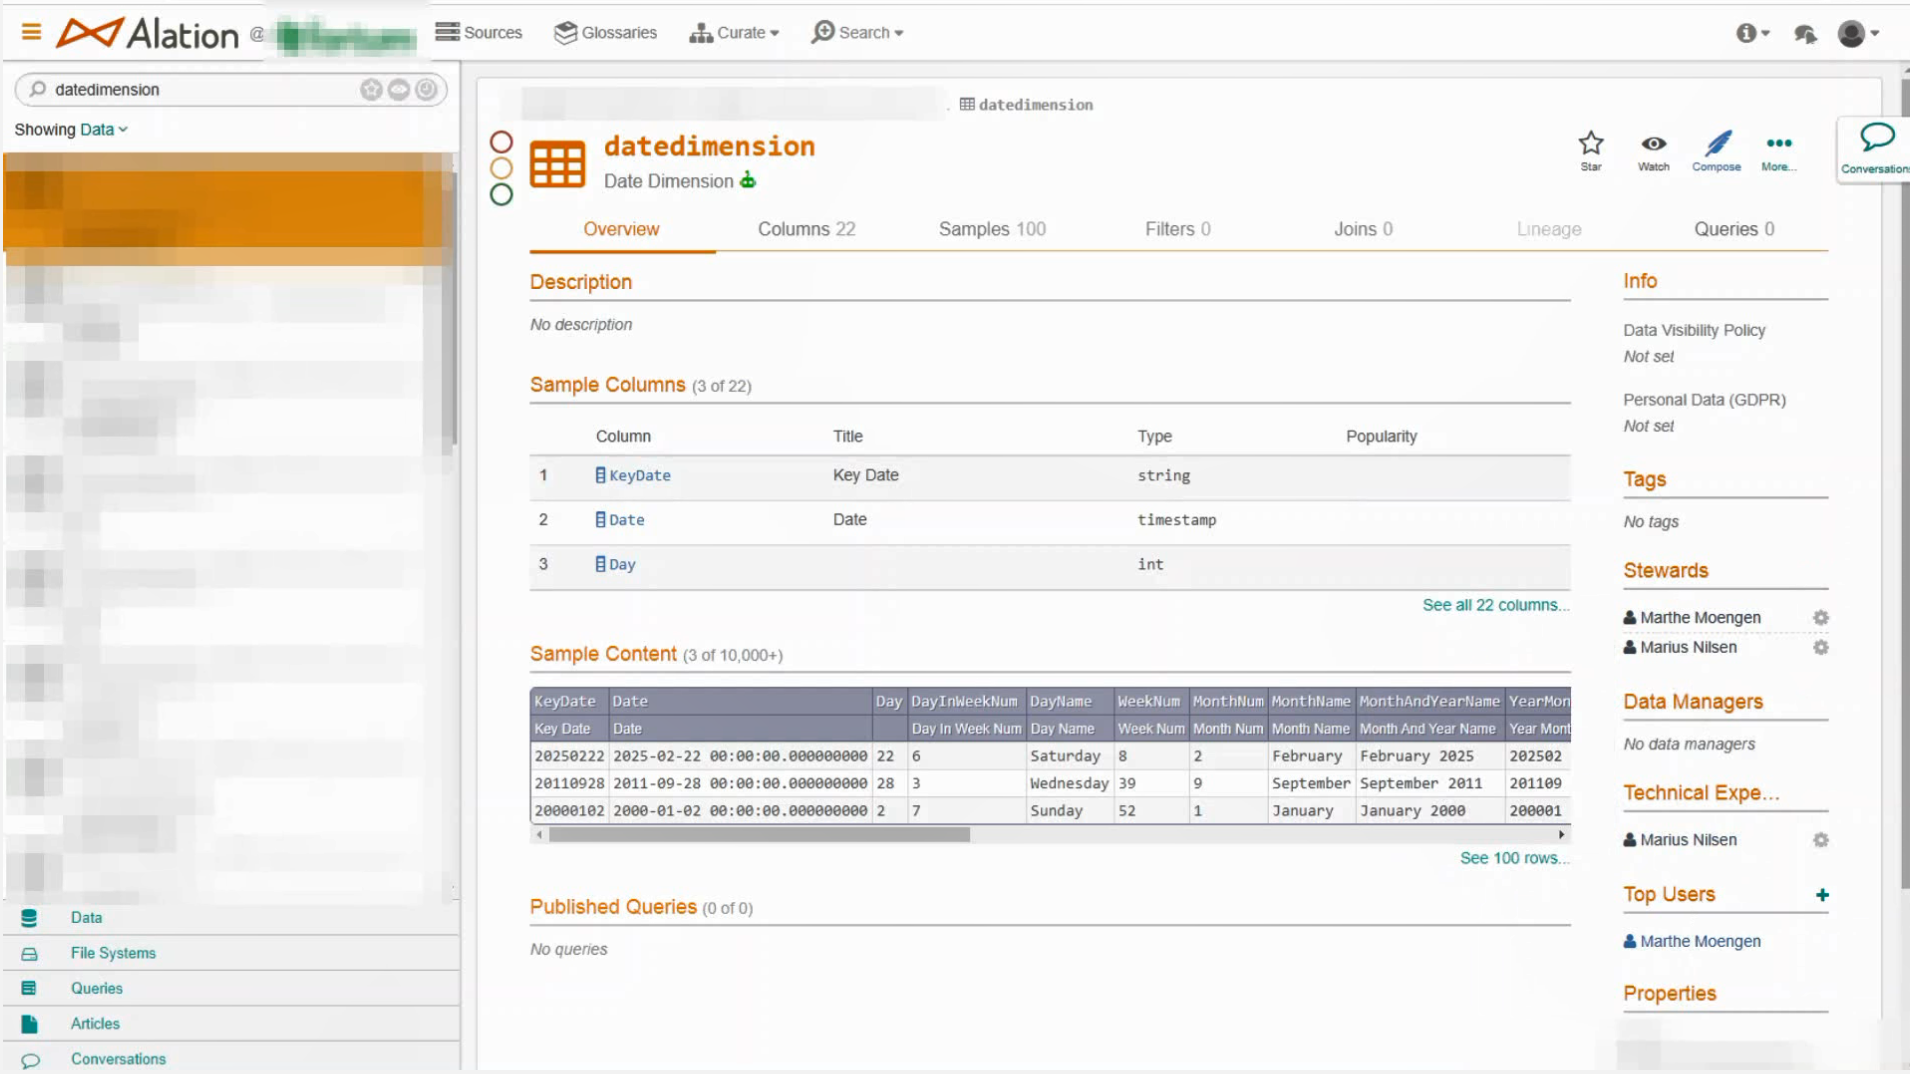 Alation @ Sources Glossaries Curate Search
datedimension
Showing Data
datedimension
datedimension
Date Dimension
Star Watch Compose More...
Conversations
Overview Columns 22 Samples 100 Filters 0 Joins 0 Lineage Queries 0
Description
No description
Sample Columns (3 of 22)
Column Title Type Popularity
1 KeyDate Key Date string
2 Date Date timestamp
3 Day int
See all 22 columns...
Sample Content (3 of 10,000+)
KeyDate Date Day DayInWeekNum DayName WeekNum MonthNum MonthName MonthAndYearName YearMon
Key Date Date Day In Week Num Day Name Week Num Month Num Month Name Month And Year Name Year Mont
20250222 2025-02-22 00:00:00.000000000 22 6 Saturday 8 2 February February 2025 202502
20110928 2011-09-28 00:00:00.000000000 28 3 Wednesday 39 9 September September 2011 201109
20000102 2000-01-02 00:00:00.000000000 2 7 Sunday 52 1 January January 2000 200001
See 100 rows...
Published Queries (0 of 0)
No queries
Info
Data Visibility Policy
Not set
Personal Data (GDPR)
Not set
Tags
No tags
Stewards
Marthe Moengen
Marius Nilsen
Data Managers
No data managers
Technical Expe...
Marius Nilsen
Top Users +
Marthe Moengen
Properties
Data
File Systems
Queries
Articles
Conversations